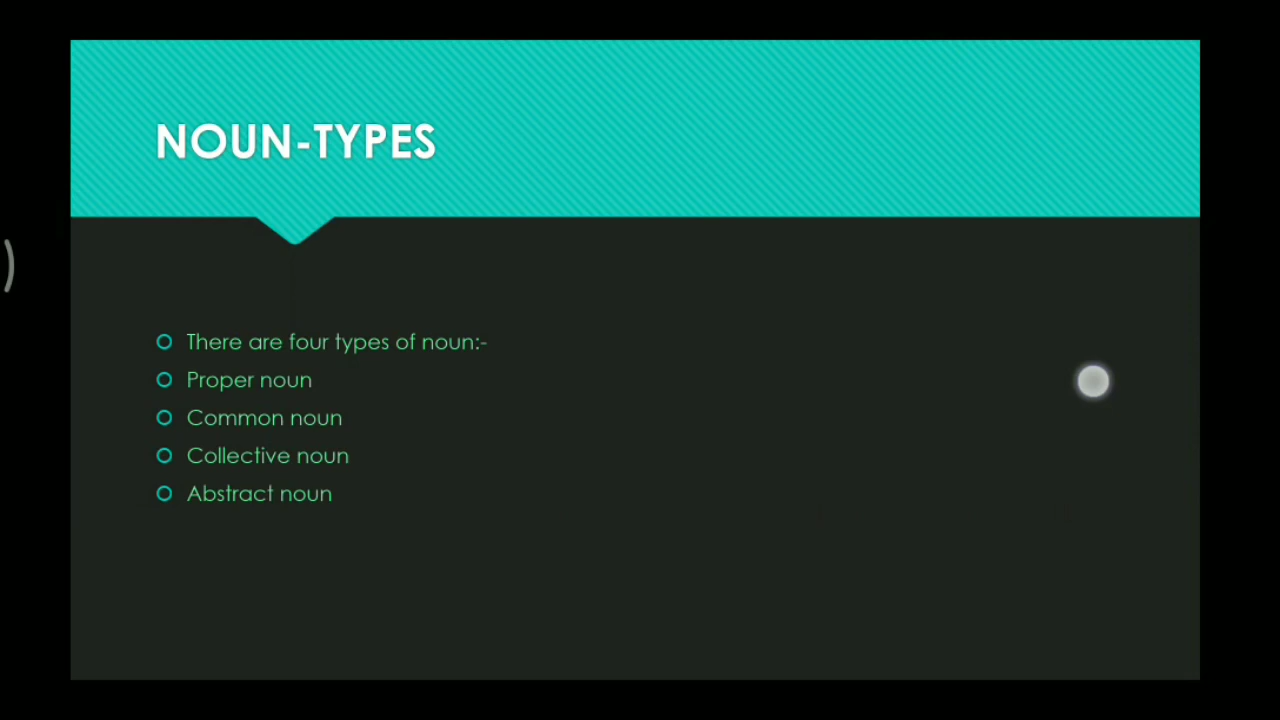 NOUN-TYPES
There are four types of noun:-
Proper noun
Common noun
Collective noun
Abstract noun